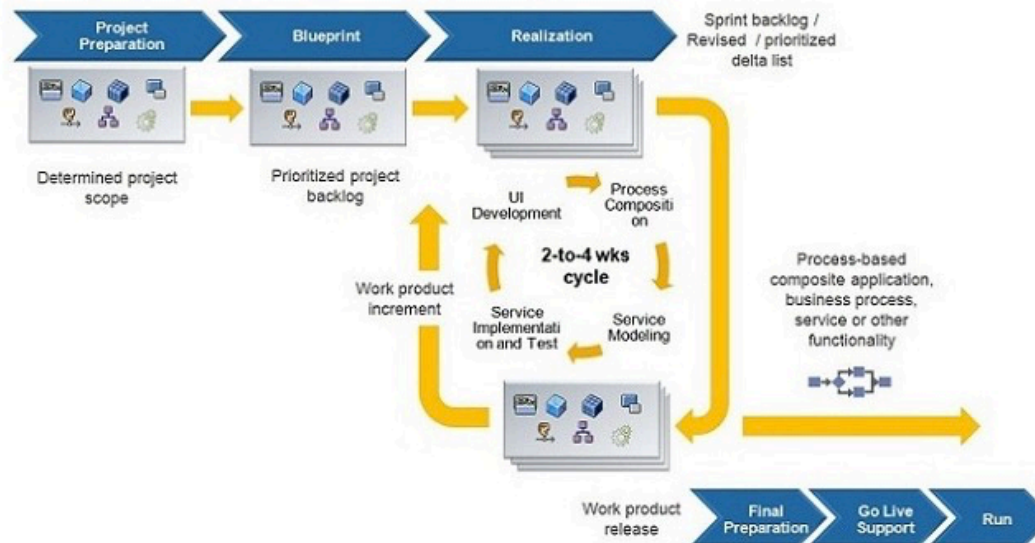 Project
Preparation
Blueprint
Realization
Sprint backlog /
Revised / prioritized
delta list
Determined project
scope
Prioritized project
backlog
UI
Development
Process
Compositi
on
2-to-4 wks
cycle
Work product
increment
Service
Implementati
on and Test
Service
Modeling
Process-based
composite application,
business process,
service or other
functionality
Work product
release
Final
Preparation
Go Live
Support
Run